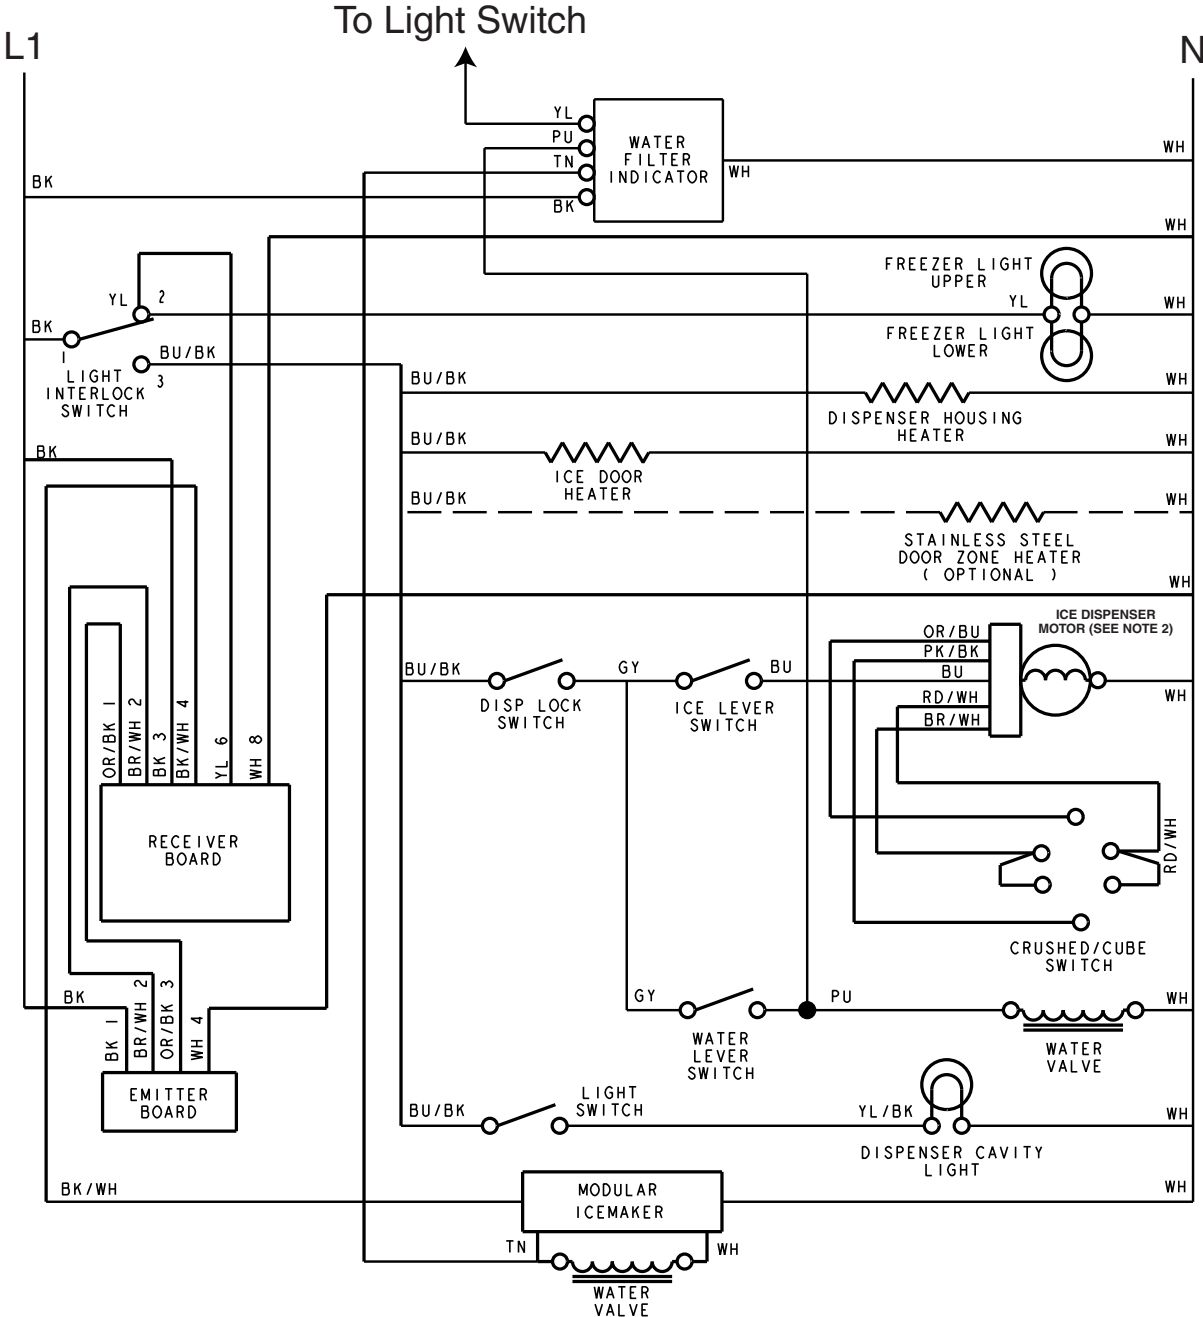 To Light Switch
L1
N
YL
PU
TN
BK
WATER
FILTER
INDICATOR
WH
WH
BK
WH
FREEZER LIGHT
UPPER
YL
2
YL
WH
BK
1
FREEZER LIGHT
LOWER
BU/BK
3
LIGHT
INTERLOCK
SWITCH
BU/BK
WH
DISPENSER HOUSING
HEATER
BU/BK
WH
BK
ICE DOOR
HEATER
BU/BK
WH
STAINLESS STEEL
DOOR ZONE HEATER
( OPTIONAL )
WH
ICE DISPENSER
MOTOR (SEE NOTE 2)
OR/BU
PK/BK
BU
RD/WH
BR/WH
BU/BK
GY
BU
WH
DISP LOCK
SWITCH
ICE LEVER
SWITCH
OR/BK 1
BR/WH 2
BK 3
BK/WH 4
YL 6
WH 8
RECEIVER
BOARD
RD/WH
CRUSHED/CUBE
SWITCH
BK
GY
PU
WH
WATER
LEVER
SWITCH
WATER
VALVE
BK 1
BR/WH 2
OR/BK 3
WH 4
EMITTER
BOARD
BU/BK
LIGHT
SWITCH
YL/BK
WH
DISPENSER CAVITY
LIGHT
BK/WH
MODULAR
ICEMAKER
WH
TN
WH
WATER
VALVE